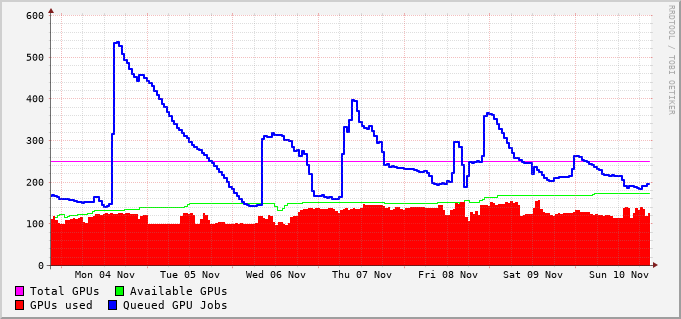 600
500
400
300
200
100
0
Mon 04 Nov Tue 05 Nov Wed 06 Nov Thu 07 Nov Fri 08 Nov Sat 09 Nov Sun 10 Nov
Total GPUs Available GPUs
GPUs used Queued GPU Jobs
RRDTOOL / TOBI OETIKER